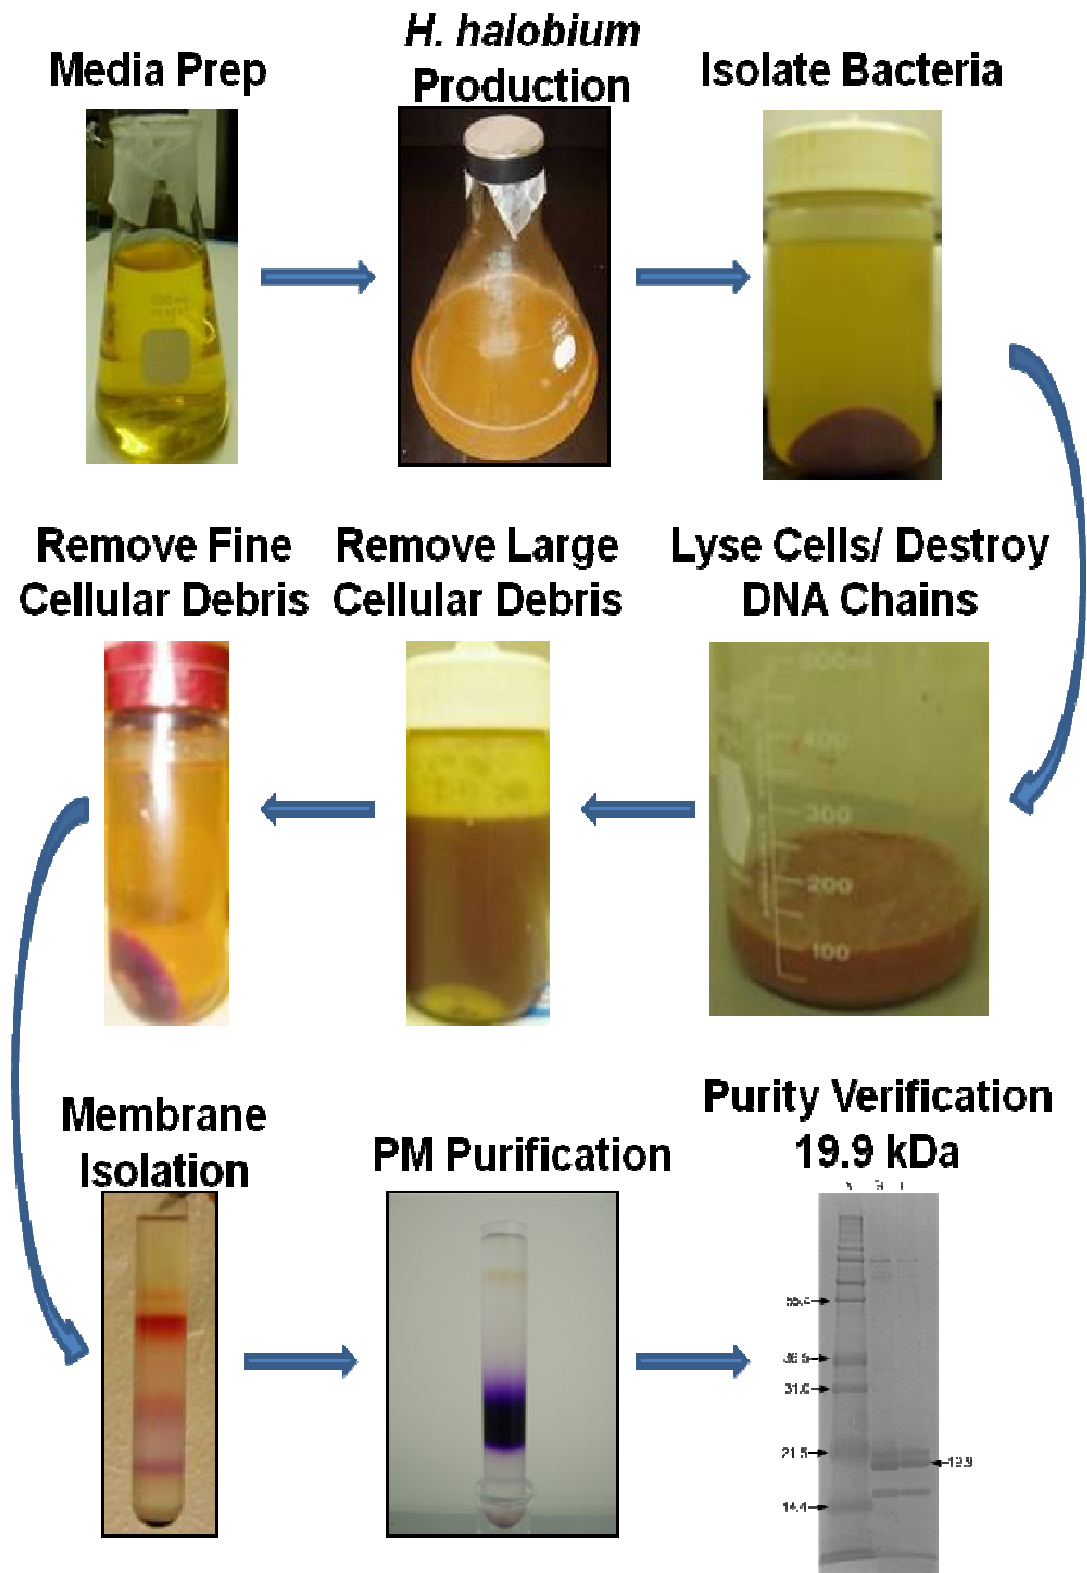 Media Prep
H. halobium
Production
Isolate Bacteria
Remove Fine
Cellular Debris
Remove Large
Cellular Debris
Lyse Cells/ Destroy
DNA Chains
400
300
200
100
Membrane
Isolation
PM Purification
Purity Verification
19.9 kDa
55.4
36.5
31.0
21.5
19.9
14.4